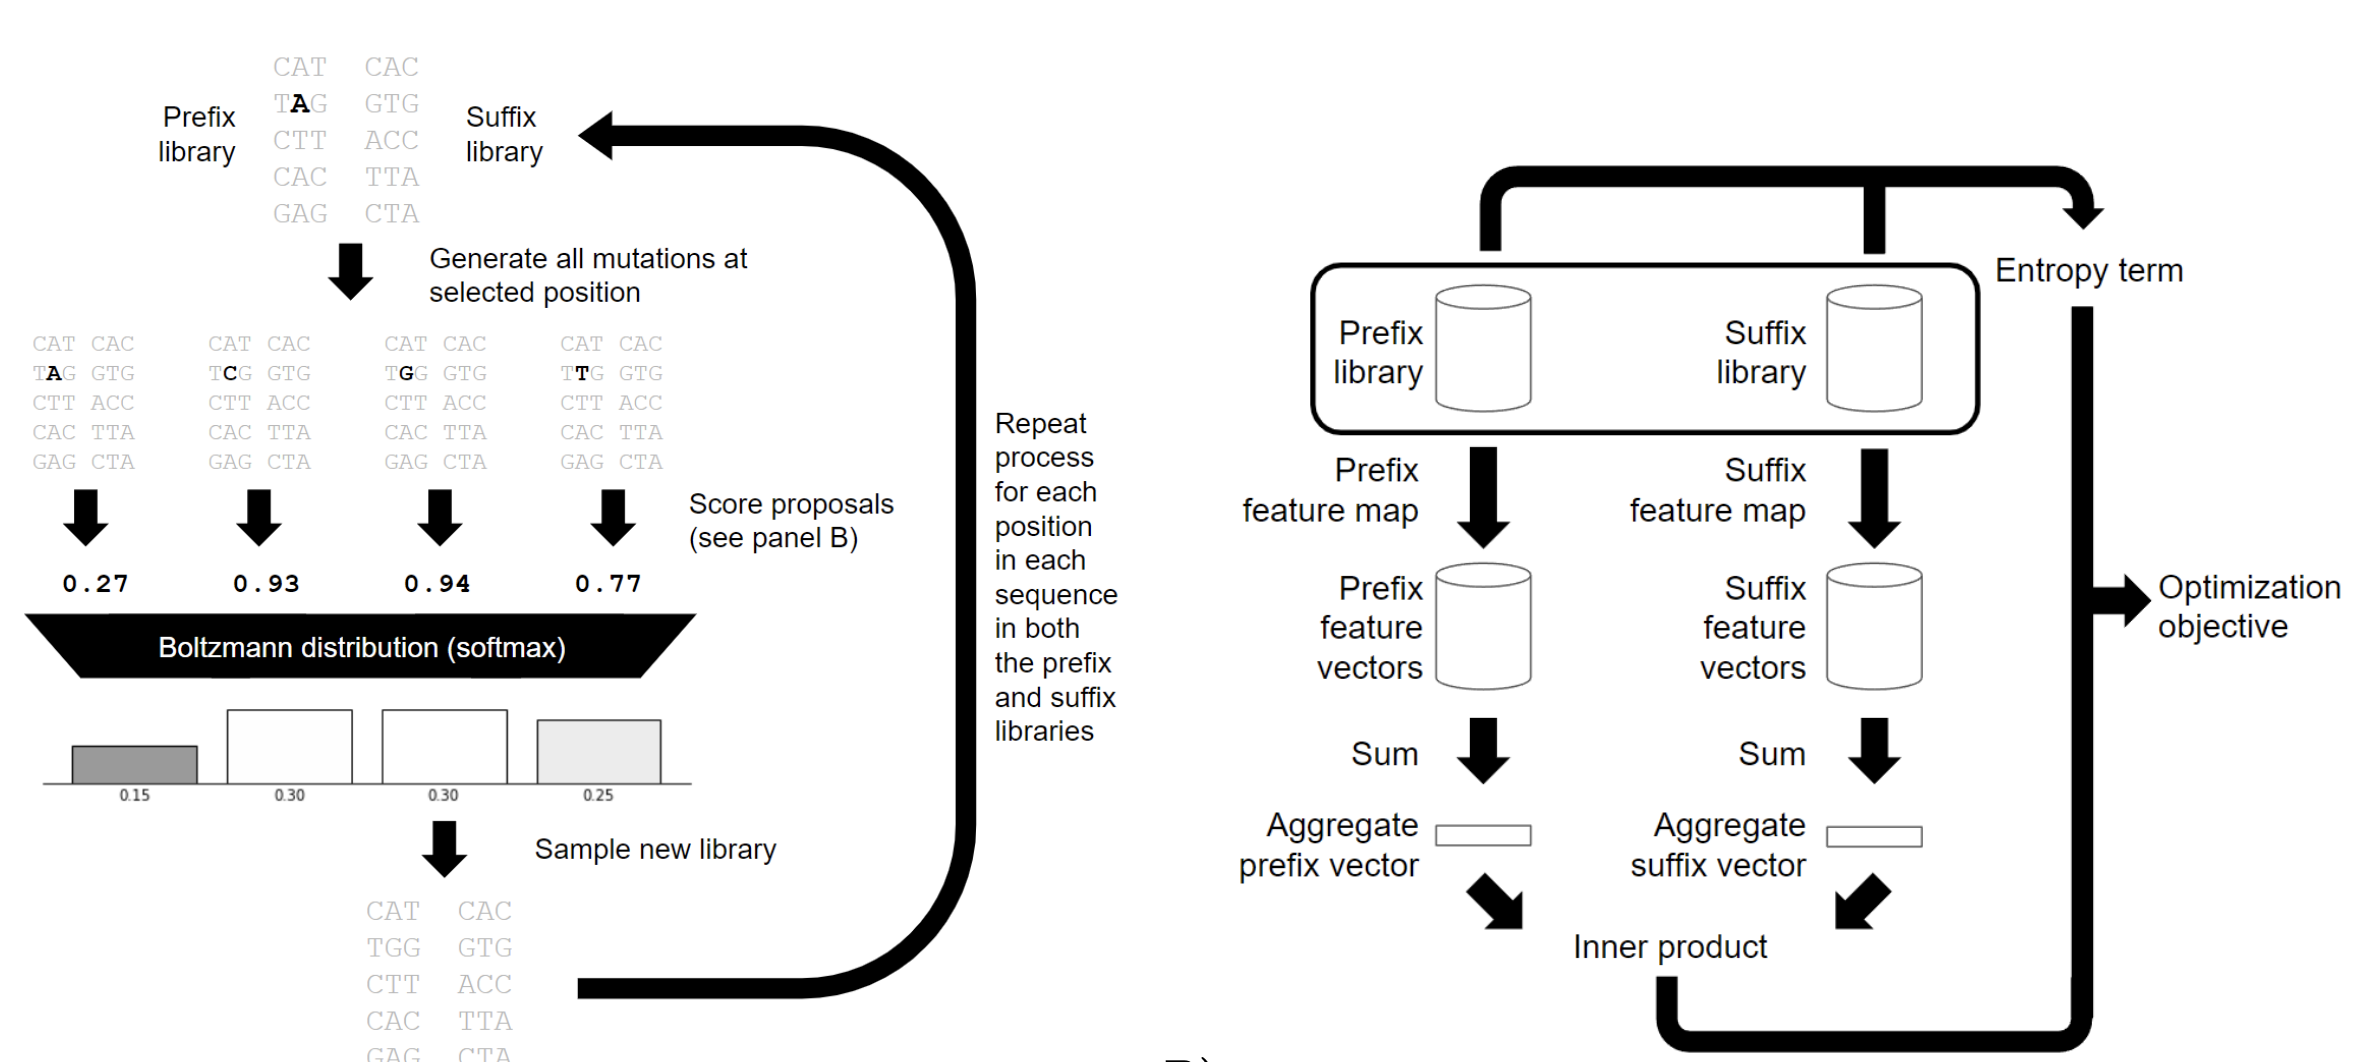 CAT CAC
TAG GTG
CTT ACC
CAC TTA
GAG CTA
Prefix
library
Suffix
library
Generate all mutations at
selected position
CAT CAC
TAG GTG
CTT ACC
CAC TTA
GAG CTA
CAT CAC
TCG GTG
CTT ACC
CAC TTA
GAG CTA
CAT CAC
TGG GTG
CTT ACC
CAC TTA
GAG CTA
CAT CAC
TTG GTG
CTT ACC
CAC TTA
GAG CTA
Score proposals
(see panel B)
0.27 0.93 0.94 0.77
Boltzmann distribution (softmax)
0.15 0.30 0.30 0.25
Sample new library
CAT CAC
TGG GTG
CTT ACC
CAC TTA
GAG CTA
Repeat
process
for each
position
in each
sequence
in both
the prefix
and suffix
libraries
Entropy term
Prefix
library
Suffix
library
Prefix
feature map
Suffix
feature map
Prefix
feature
vectors
Suffix
feature
vectors
Optimization
objective
Sum
Sum
Aggregate
prefix vector
Aggregate
suffix vector
Inner product